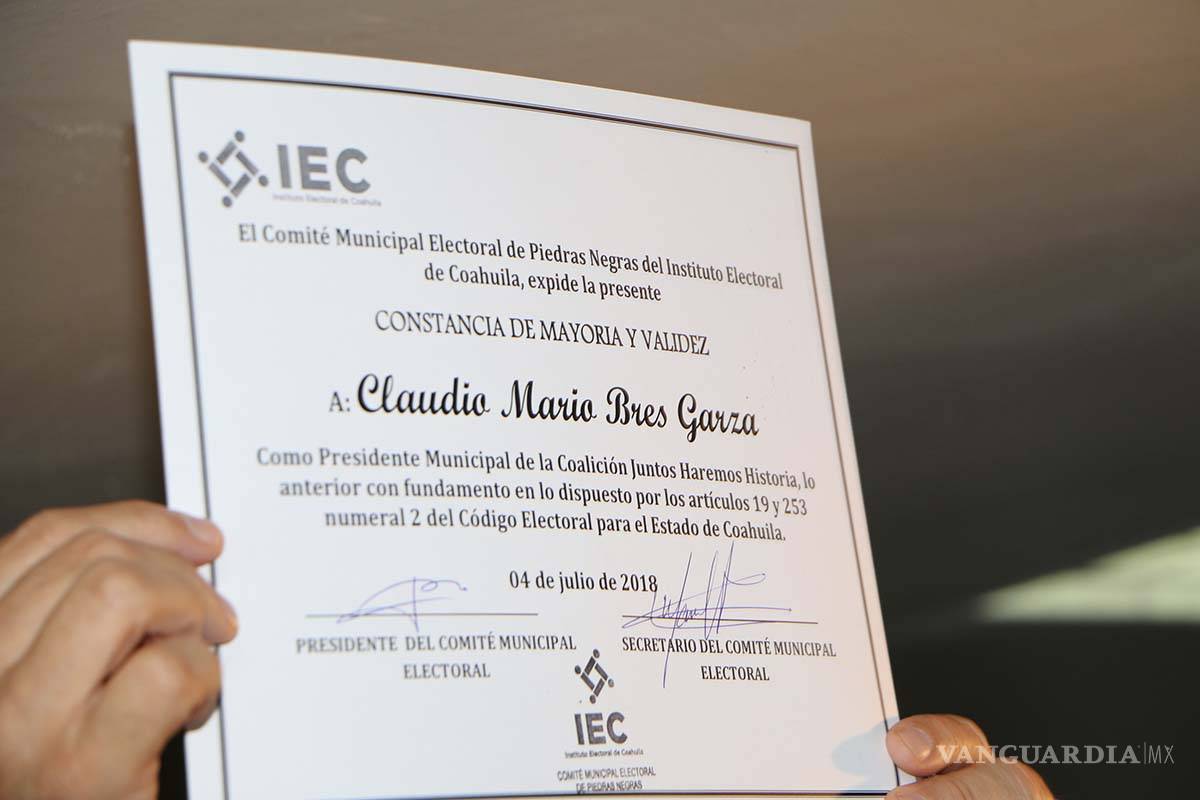 IEC
Instituto Electoral de Coahuila
El Comité Municipal Electoral de Piedras Negras del Instituto Electoral
de Coahuila, expide la presente
CONSTANCIA DE MAYORIA Y VALIDEZ
A: Claudio Mario Bres Garza
Como Presidente Municipal de la Coalición Juntos Haremos Historia, lo
anterior con fundamento en lo dispuesto por los artículos 19 y 253
numeral 2 del Código Electoral para el Estado de Coahuila.
04 de julio de 2018
PRESIDENTE DEL COMITÉ MUNICIPAL
ELECTORAL
SECRETARIO DEL COMITÉ MUNICIPAL
ELECTORAL
IEC
Instituto Electoral de Coahuila
COMITÉ MUNICIPAL ELECTORAL
DE PIEDRAS NEGRAS
VANGUARDIA|MX